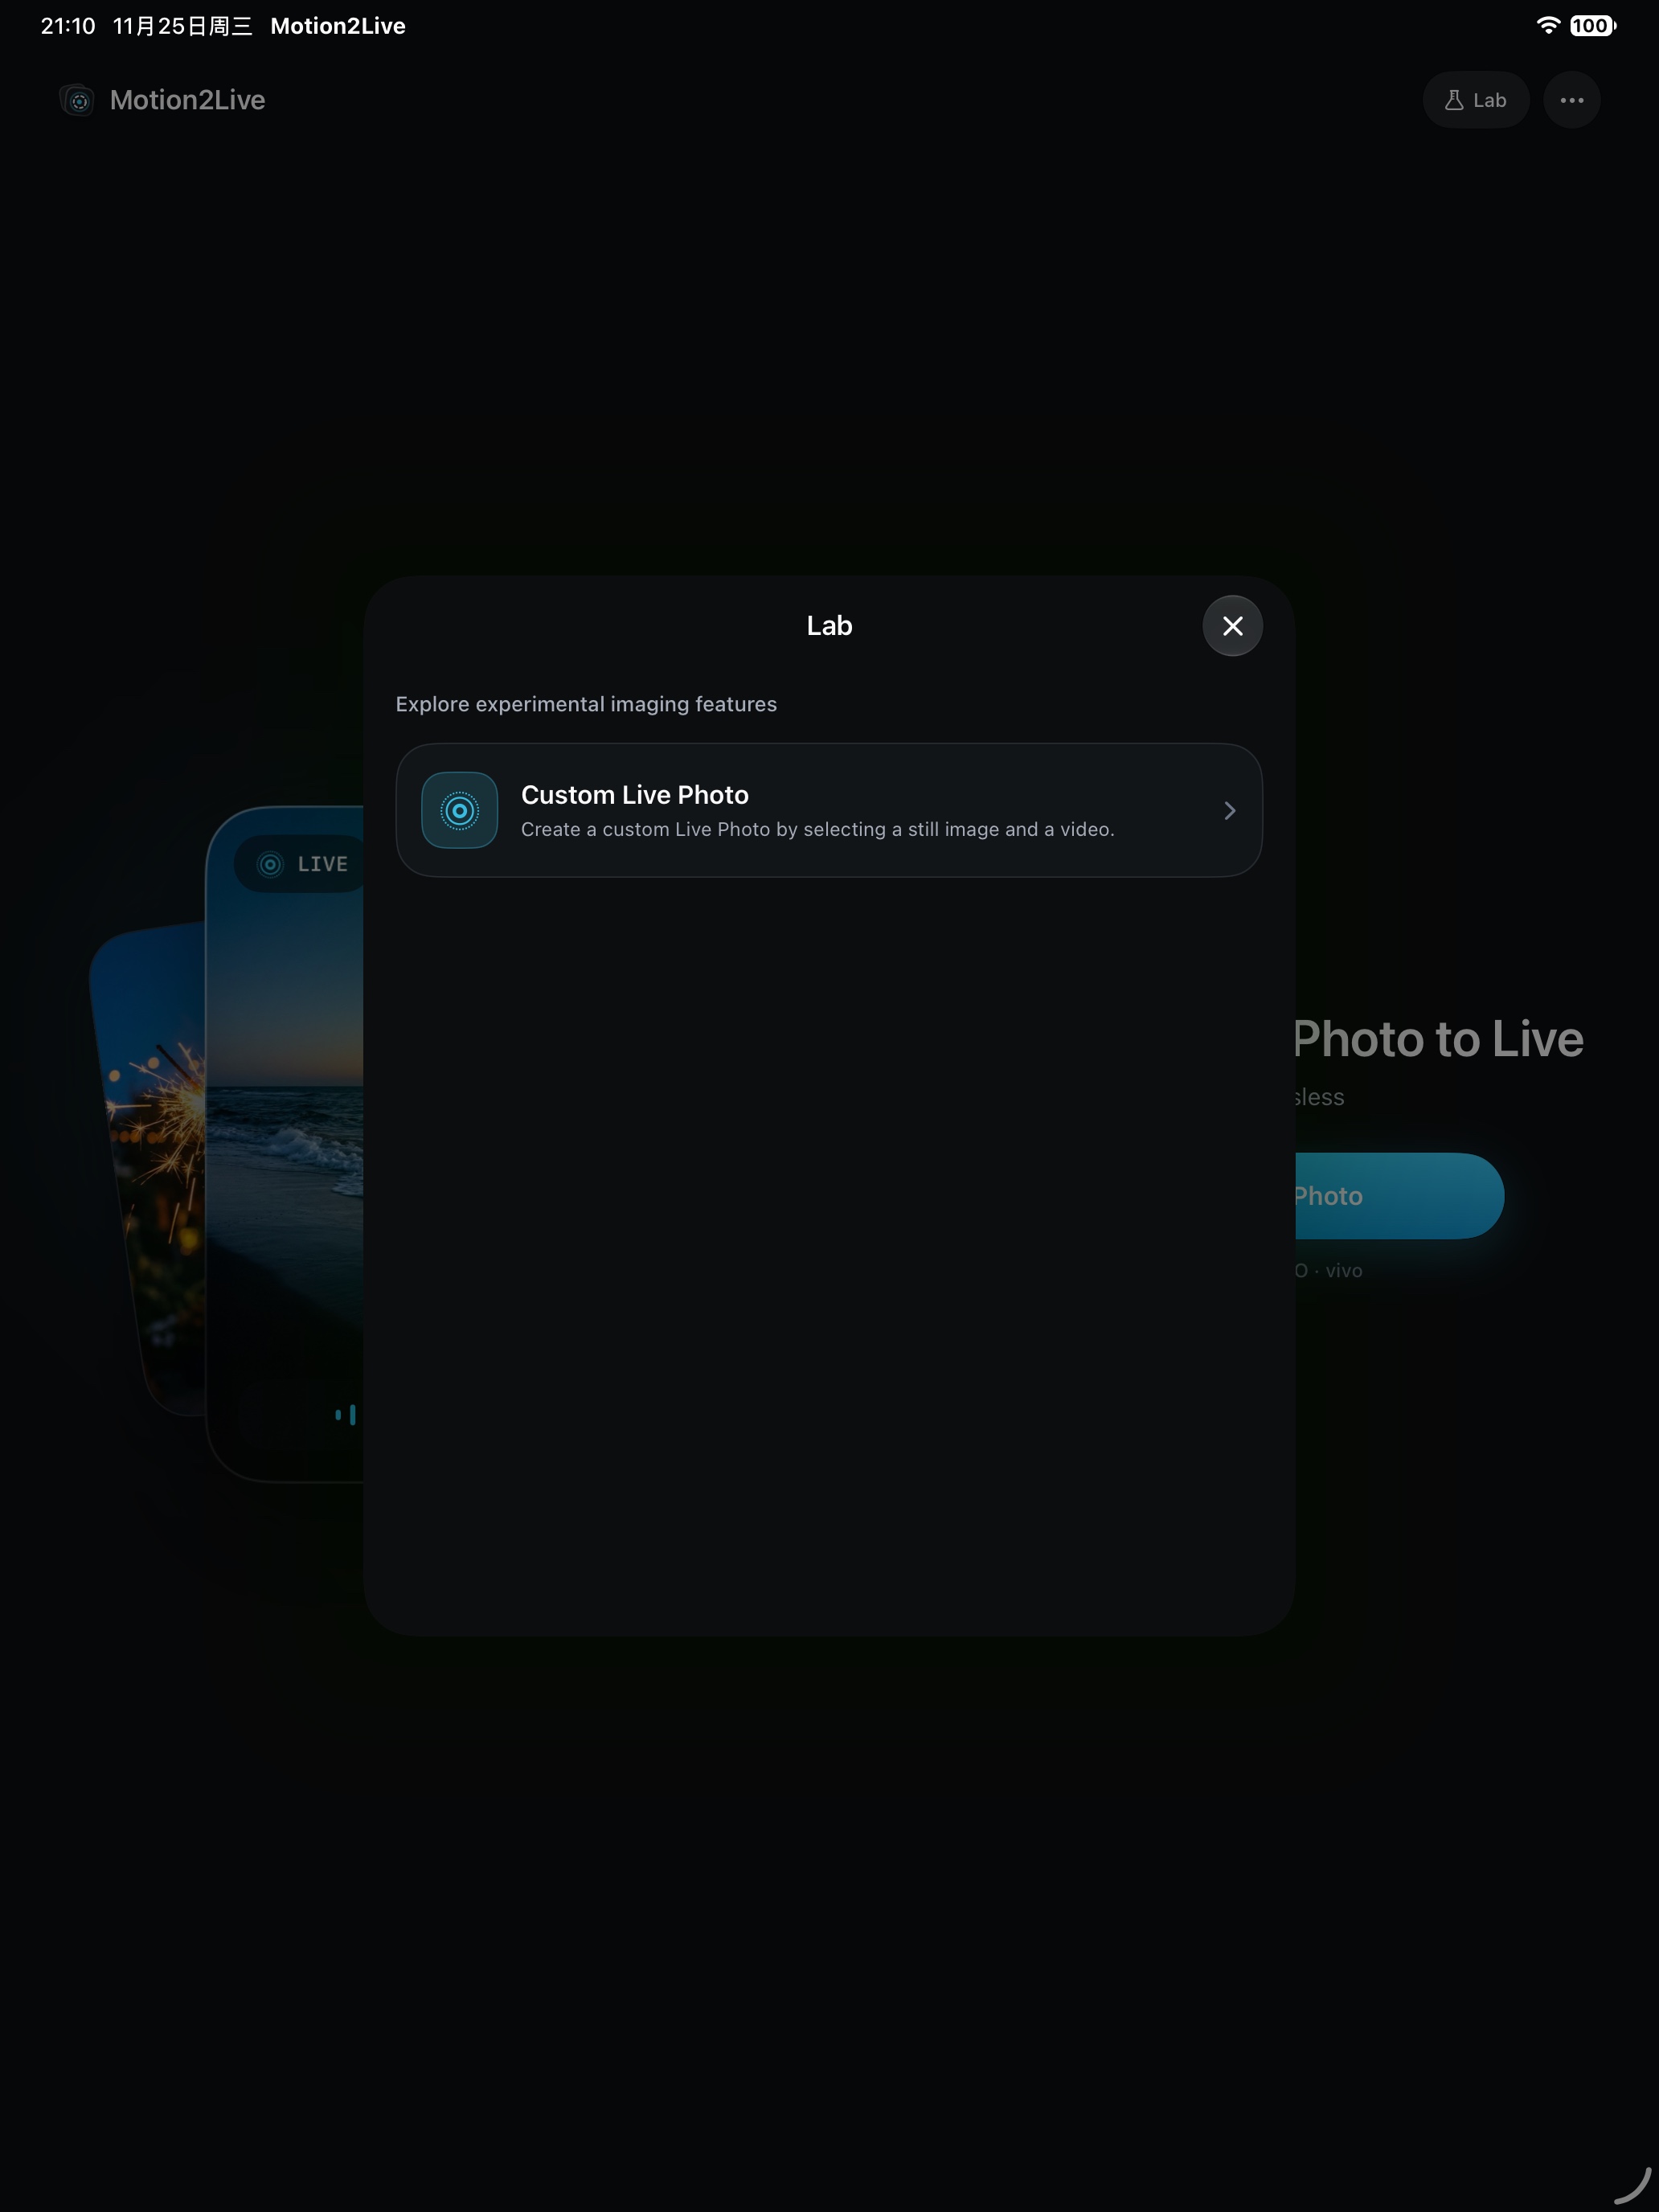 21:10 11月25日周三 Motion2Live
100
Motion2Live
Lab
Lab
Explore experimental imaging features
Custom Live Photo
Create a custom Live Photo by selecting a still image and a video.
LIVE
Photo to Live
Photo
· vivo